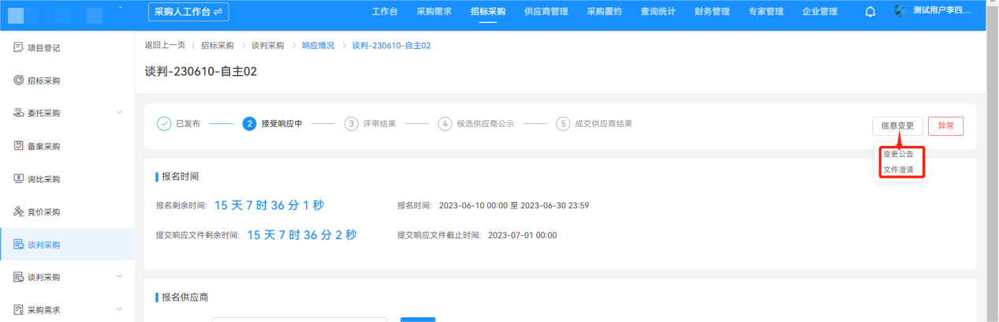 采购人工作台 ⇌
工作台 采购需求 招标采购 供应商管理 采购履约 查询统计 财务管理 专家管理 企业管理 测试用户李四...
项目登记
招标采购
委托采购
备案采购
询比采购
竞价采购
谈判采购
谈判采购
采购需求
返回上一页 | 招标采购 > 谈判采购 > 响应情况 > 谈判-230610-自主02
谈判-230610-自主02
已发布 2 接受响应中 3 评审结果 4 候选供应商公示 5 成交供应商结果
信息变更 异常
变更公告
文件澄清
报名时间
报名剩余时间: 15 天 7 时 36 分 1 秒 报名时间: 2023-06-10 00:00 至 2023-06-30 23:59
提交响应文件剩余时间: 15 天 7 时 36 分 2 秒 提交响应文件截止时间: 2023-07-01 00:00
报名供应商